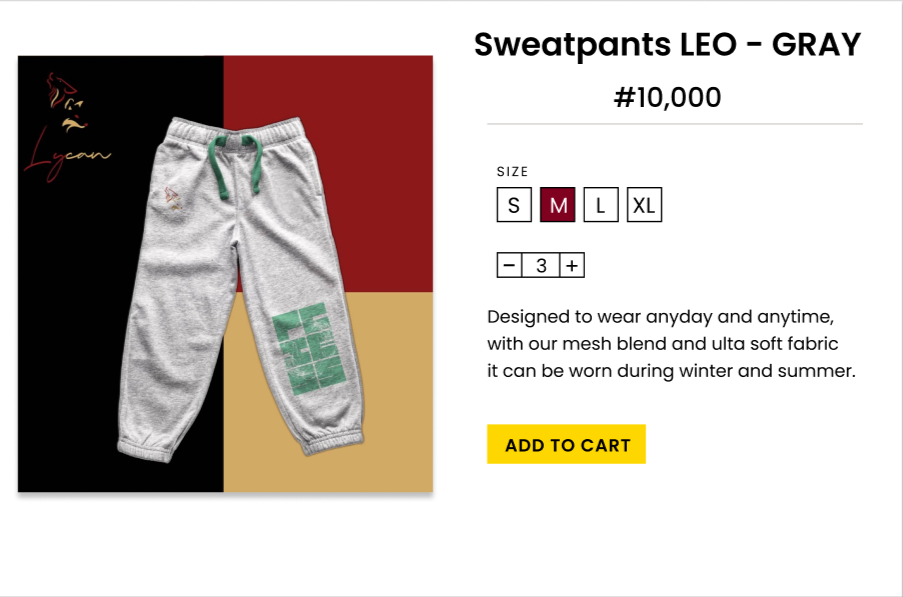 Lycan
Sweatpants LEO - GRAY
#10,000
SIZE
S M L XL
− 3 +
Designed to wear anyday and anytime,
with our mesh blend and ulta soft fabric
it can be worn during winter and summer.
ADD TO CART